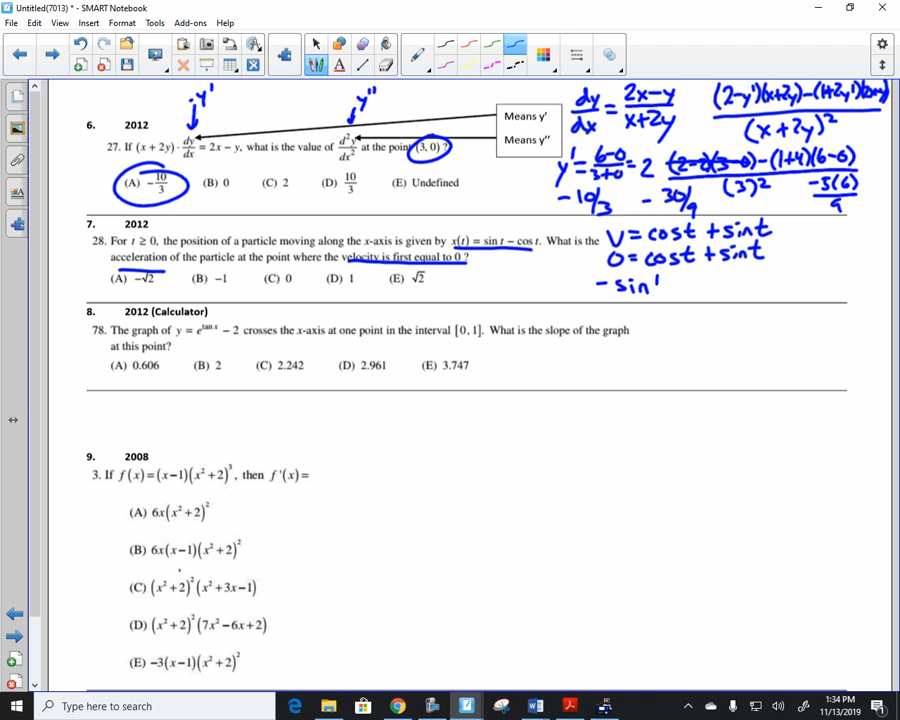 Untitled(7013) * - SMART Notebook
File Edit View Insert Format Tools Add-ons Help
y'
y"
6. 2012
Means y'
Means y"
27. If (x + 2y) · dy/dx = 2x − y, what is the value of d²y/dx² at the point (3, 0) ?
(A) −10/3 (B) 0 (C) 2 (D) 10/3 (E) Undefined
dy/dx = 2x-y/x+2y
(2-y')(x+2y)-(1+2y')(2x-y)/(x+2y)²
y' = 6-0/3+0 = 2
(2-2)(3-0)-(1+4)(6-0)/(3)²
-10/3 -30/9 -5(6)/9
7. 2012
28. For t ≥ 0, the position of a particle moving along the x-axis is given by x(t) = sin t − cos t. What is the
acceleration of the particle at the point where the velocity is first equal to 0 ?
(A) −√2 (B) −1 (C) 0 (D) 1 (E) √2
V = cost + sint
0 = cost + sint
- sin
8. 2012 (Calculator)
78. The graph of y = e^tan x − 2 crosses the x-axis at one point in the interval [0, 1]. What is the slope of the graph
at this point?
(A) 0.606 (B) 2 (C) 2.242 (D) 2.961 (E) 3.747
9. 2008
3. If f(x)=(x−1)(x²+2)³, then f'(x)=
(A) 6x(x²+2)²
(B) 6x(x−1)(x²+2)²
(C) (x²+2)²(x²+3x−1)
(D) (x²+2)²(7x²−6x+2)
(E) −3(x−1)(x²+2)²
Type here to search
1:34 PM
11/13/2019